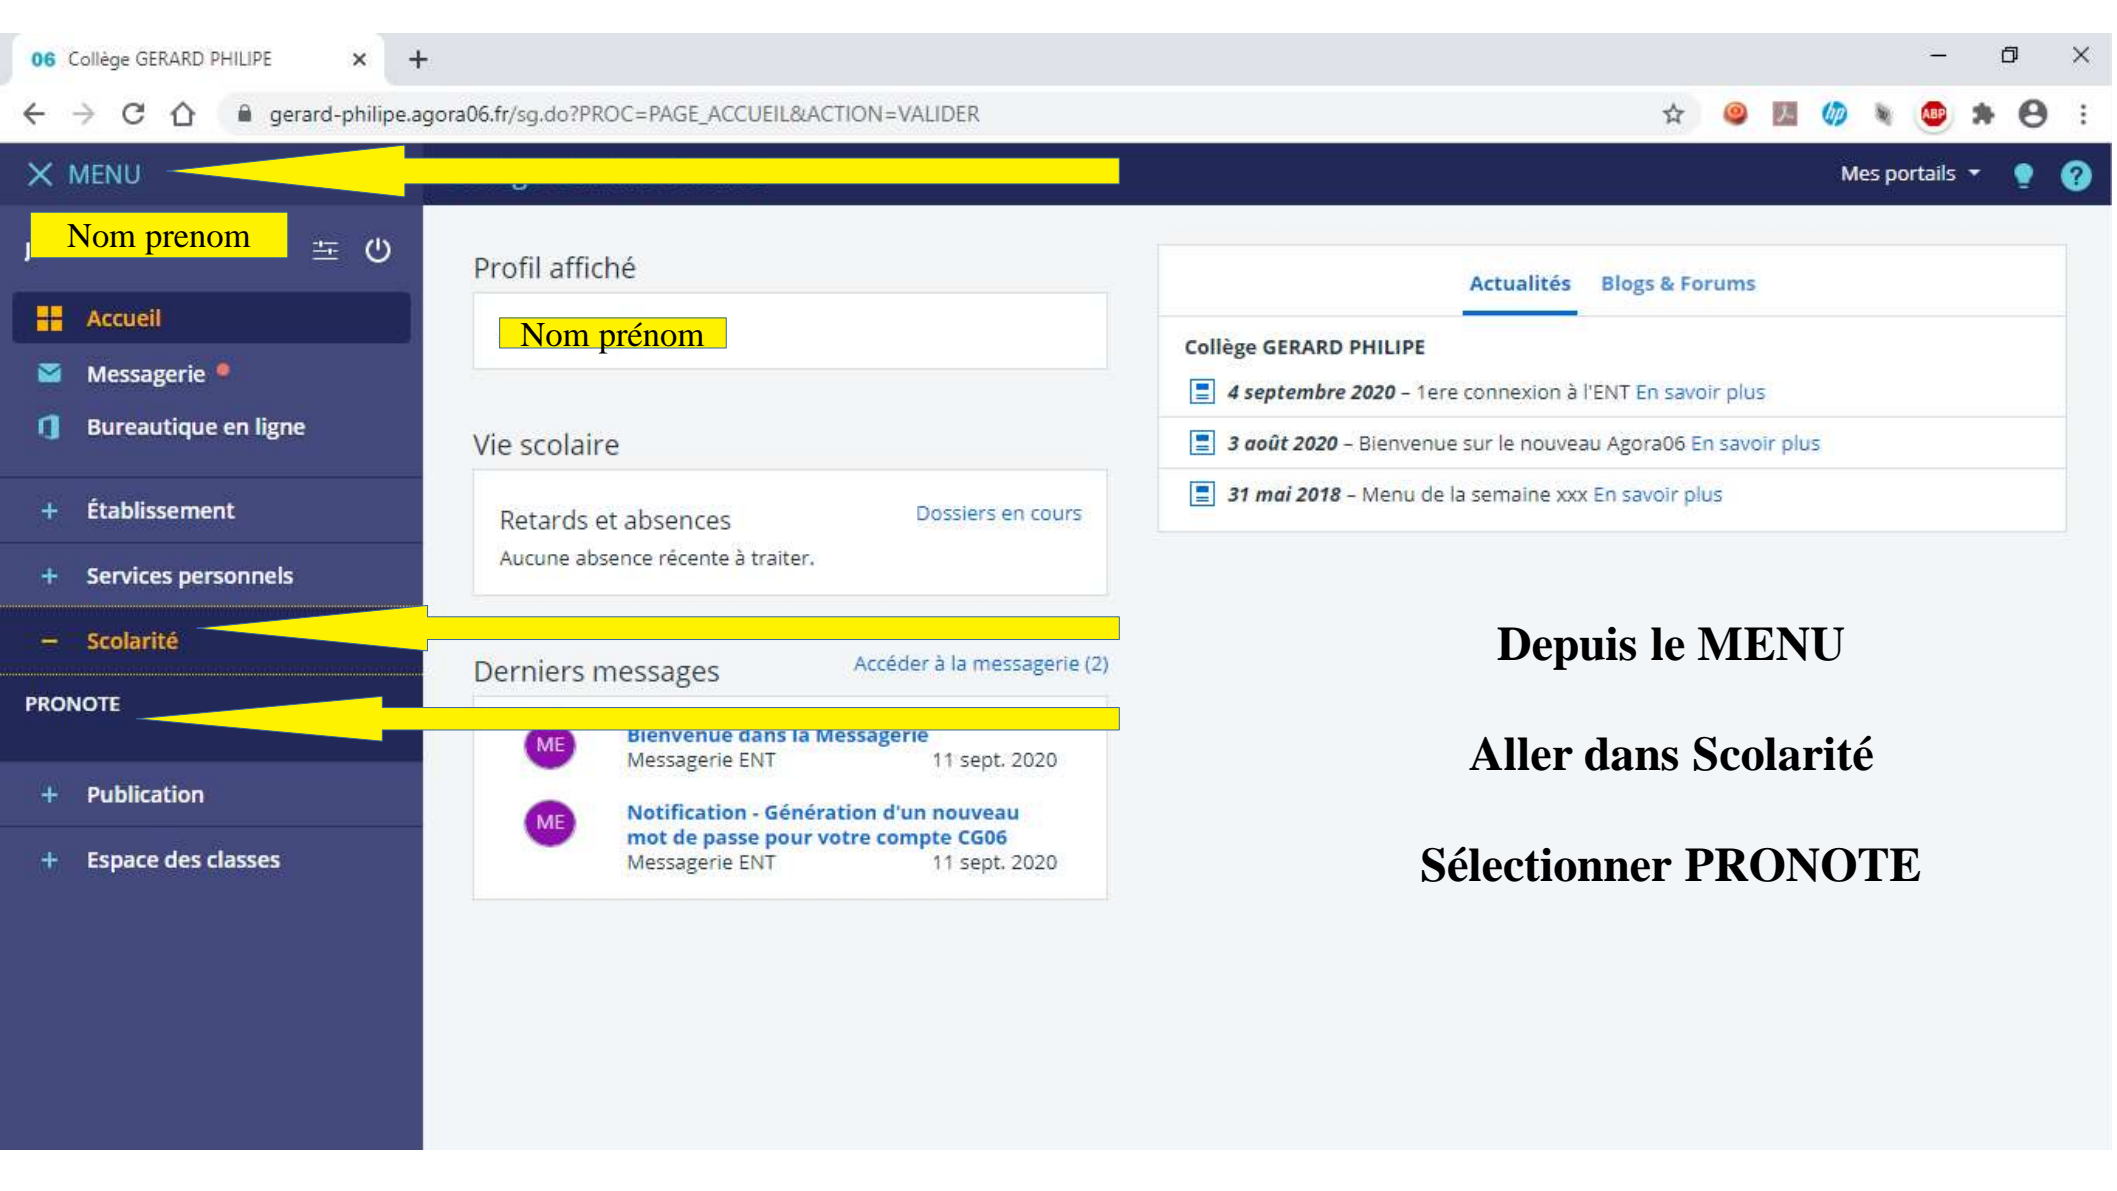 06 Collège GERARD PHILIPE
gerard-philipe.agora06.fr/sg.do?PROC=PAGE_ACCUEIL&ACTION=VALIDER
ABP
MENU
Mes portails
Nom prenom
Accueil
Messagerie
Bureautique en ligne
+ Établissement
+ Services personnels
– Scolarité
PRONOTE
+ Publication
+ Espace des classes
Profil affiché
Nom prénom
Vie scolaire
Retards et absences Dossiers en cours
Aucune absence récente à traiter.
Derniers messages Accéder à la messagerie (2)
ME Bienvenue dans la Messagerie
Messagerie ENT 11 sept. 2020
ME Notification - Génération d'un nouveau
mot de passe pour votre compte CG06
Messagerie ENT 11 sept. 2020
Actualités Blogs & Forums
Collège GERARD PHILIPE
4 septembre 2020 – 1ere connexion à l'ENT En savoir plus
3 août 2020 – Bienvenue sur le nouveau Agora06 En savoir plus
31 mai 2018 – Menu de la semaine xxx En savoir plus
Depuis le MENU
Aller dans Scolarité
Sélectionner PRONOTE